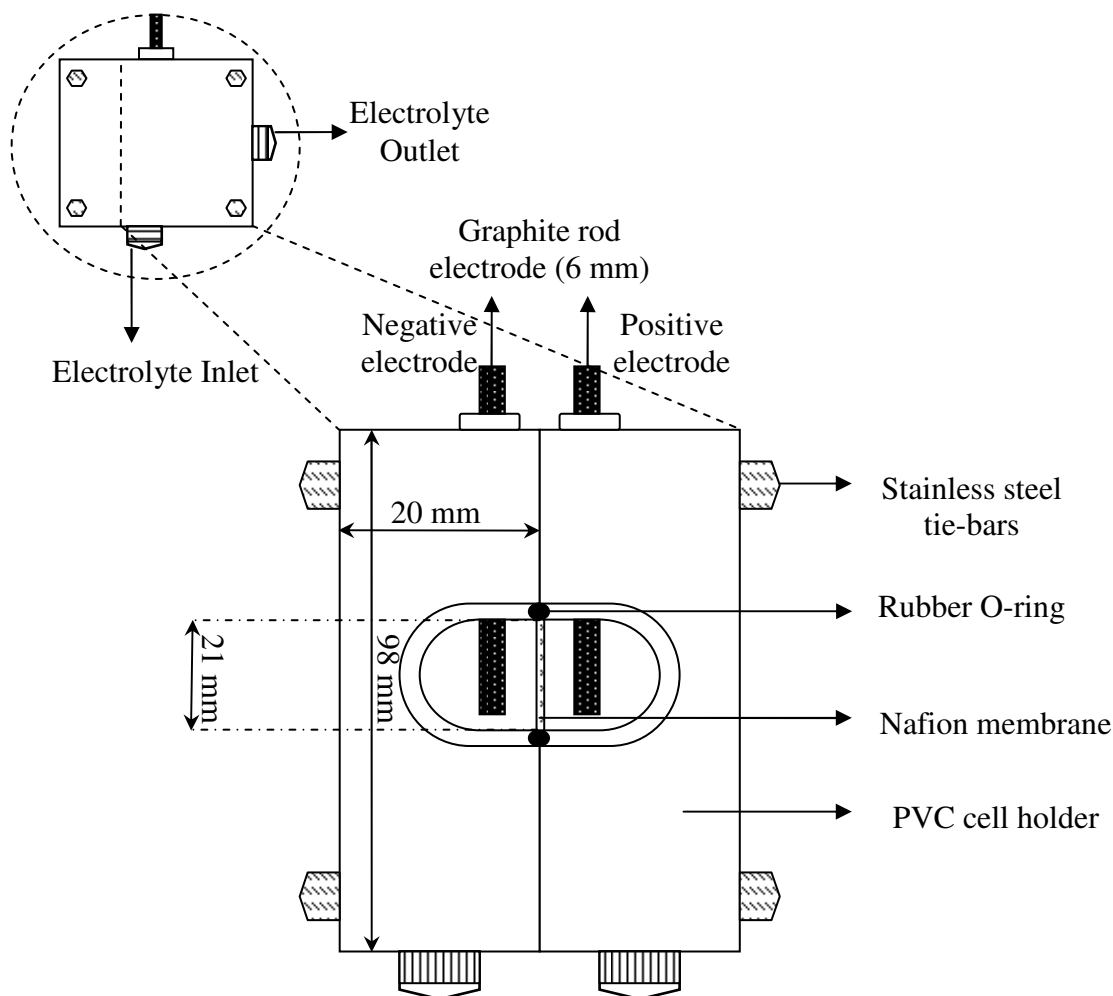 Electrolyte
Outlet
Graphite rod
electrode (6 mm)
Negative
electrode
Positive
electrode
Electrolyte Inlet
20 mm
Stainless steel
tie-bars
Rubber O-ring
21 mm
98 mm
Nafion membrane
PVC cell holder